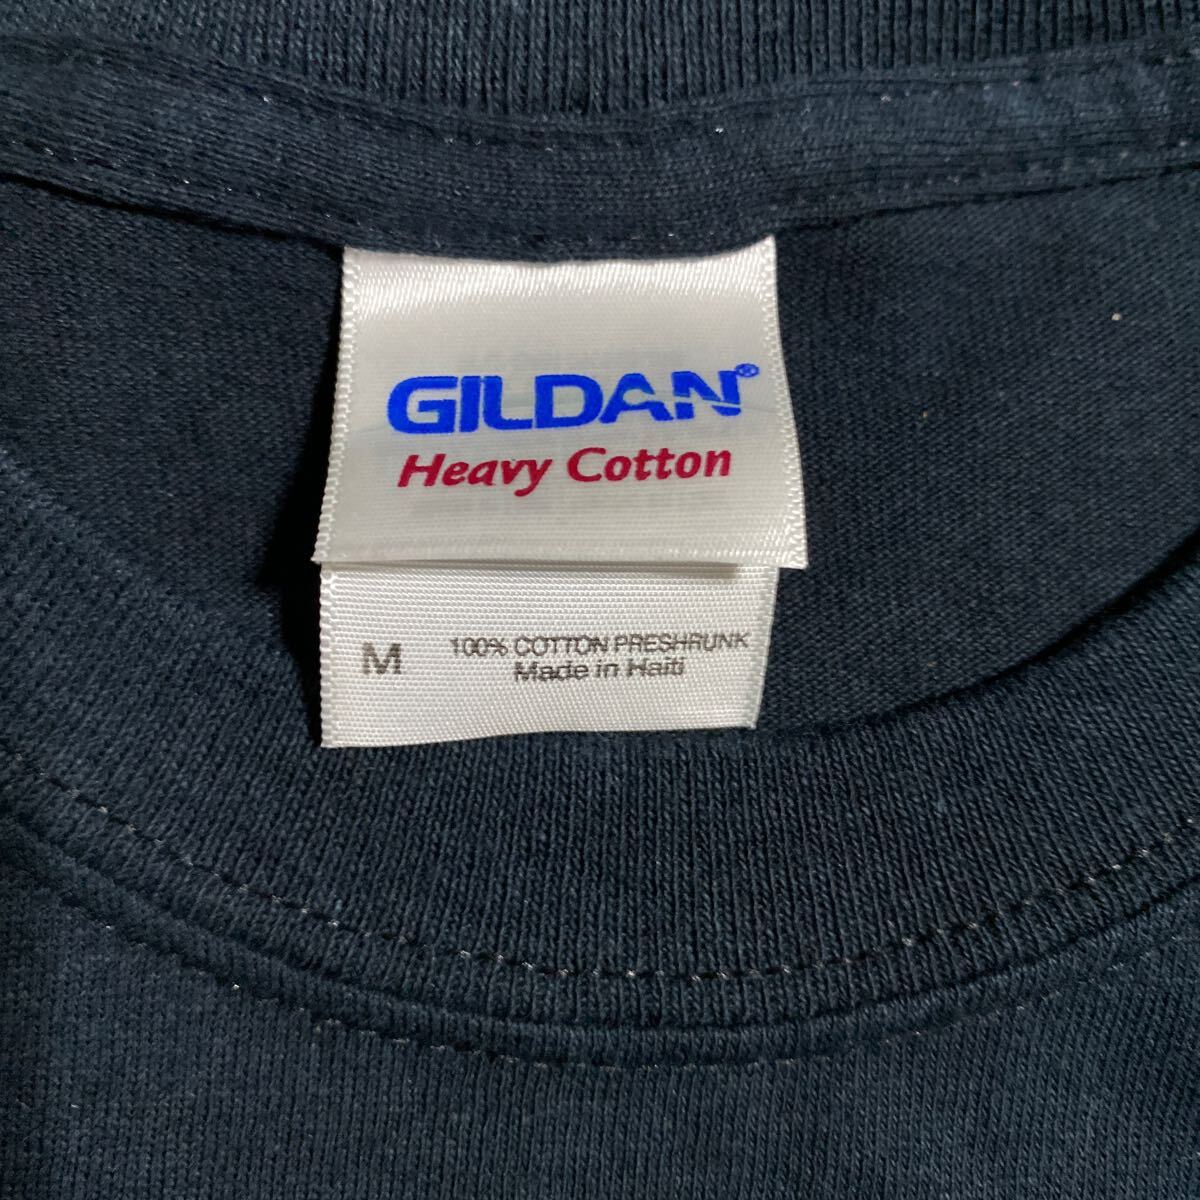 GILDAN®
Heavy Cotton
M
100% COTTON PRESHRUNK
Made in Haiti